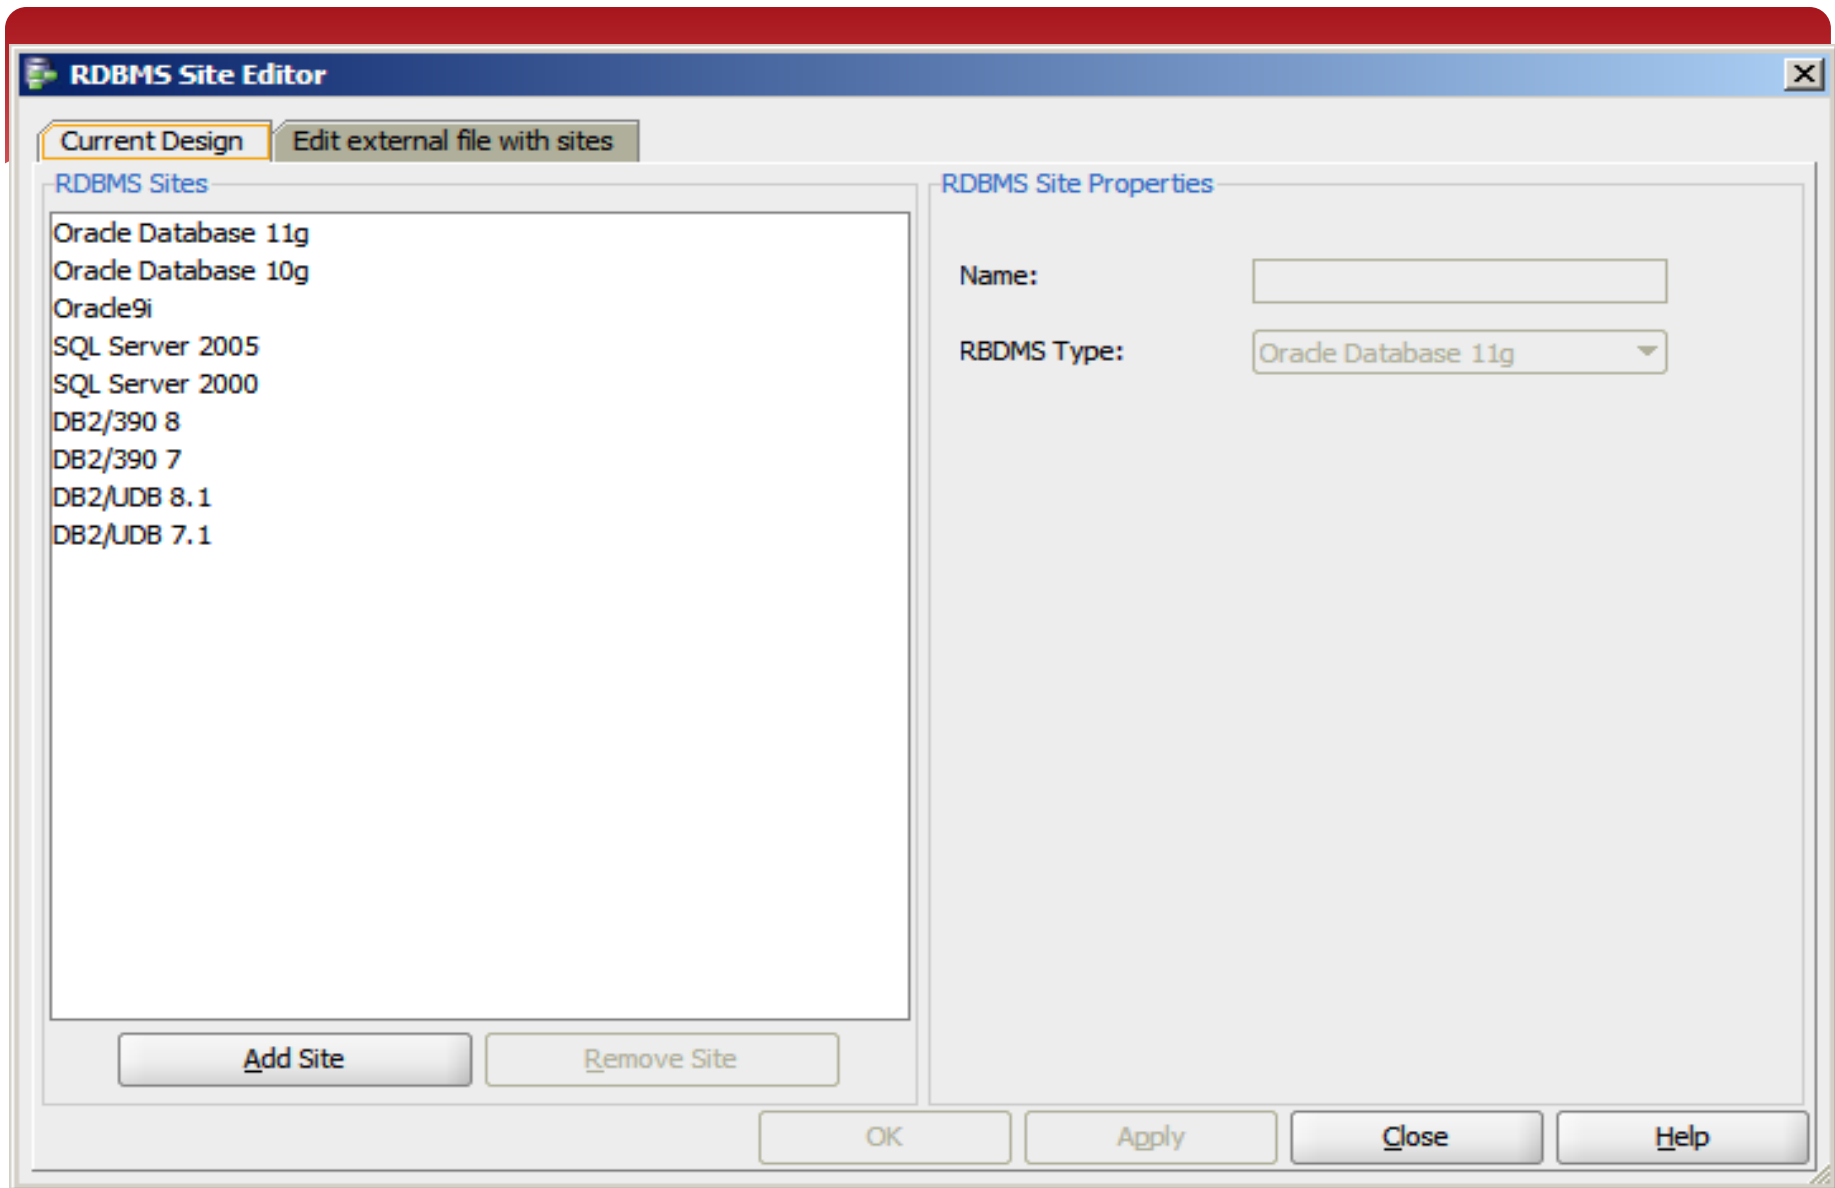 RDBMS Site Editor
Current Design
Edit external file with sites
RDBMS Sites
Oracle Database 11g
Oracle Database 10g
Oracle9i
SQL Server 2005
SQL Server 2000
DB2/390 8
DB2/390 7
DB2/UDB 8.1
DB2/UDB 7.1
Add Site
Remove Site
RDBMS Site Properties
Name:
RBDMS Type:
Oracle Database 11g
OK
Apply
Close
Help